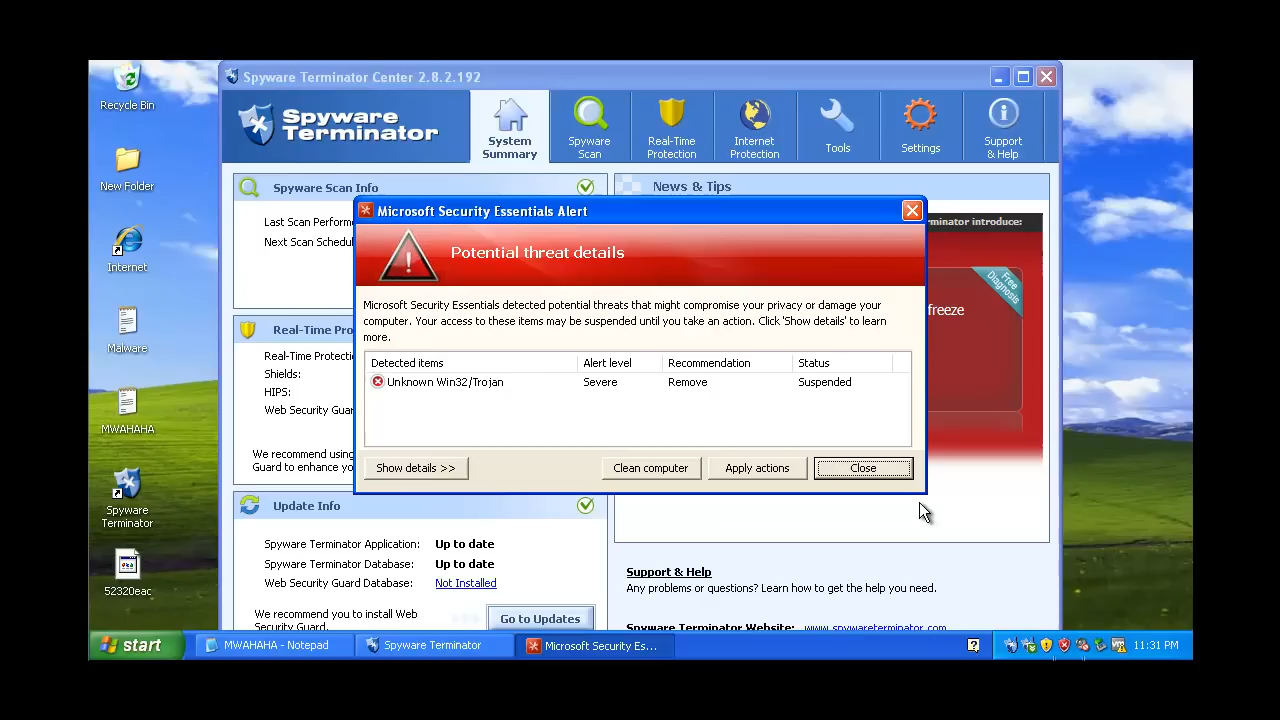 Recycle Bin
New Folder
Internet
Malware
MWAHAHA
Spyware
Terminator
52320eac
Spyware Terminator Center 2.8.2.192
Spyware
Terminator
System
Summary
Spyware
Scan
Real-Time
Protection
Internet
Protection
Tools
Settings
Support
& Help
Spyware Scan Info
Last Scan Perform
Next Scan Schedul
Real-Time Pro
Real-Time Protectio
Shields:
HIPS:
Web Security Gua
We recommend using
Guard to enhance yo
Update Info
Spyware Terminator Application: Up to date
Spyware Terminator Database: Up to date
Web Security Guard Database: Not Installed
We recommend you to install Web
Security Guard.
Go to Updates
News & Tips
rminator introduce:
Free
Diagnosis
freeze
Support & Help
Any problems or questions? Learn how to get the help you need.
Spyware Terminator Website: www.spywareterminator.com
Microsoft Security Essentials Alert
Potential threat details
Microsoft Security Essentials detected potential threats that might compromise your privacy or damage your
computer. Your access to these items may be suspended until you take an action. Click 'Show details' to learn
more.
Detected items Alert level Recommendation Status
Unknown Win32/Trojan Severe Remove Suspended
Show details >> Clean computer Apply actions Close
start MWAHAHA - Notepad Spyware Terminator Microsoft Security Es... 11:31 PM